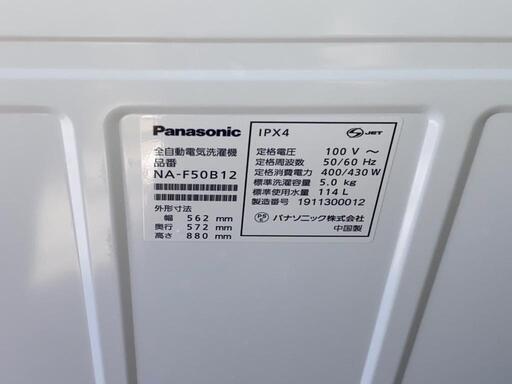 Panasonic
全自動電気洗濯機
品番
NA-F50B12
外形寸法
幅 562 mm
奥行 572 mm
高さ 880 mm
IPX4
S JET
定格電圧 100 V ～
定格周波数 50/60 Hz
定格消費電力 400/430 W
標準洗濯容量 5.0 kg
標準使用水量 114 L
製造番号 1911300012
PSE パナソニック株式会社
中国製